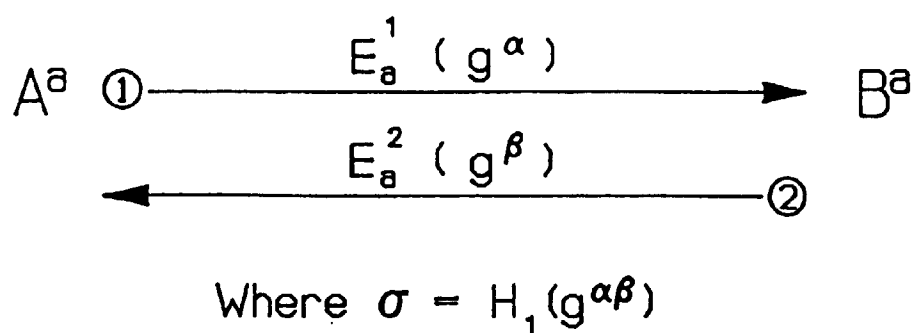 E_a^1 ( g^α )
A^a ① B^a
E_a^2 ( g^β )
②
Where σ = H_1(g^{αβ})